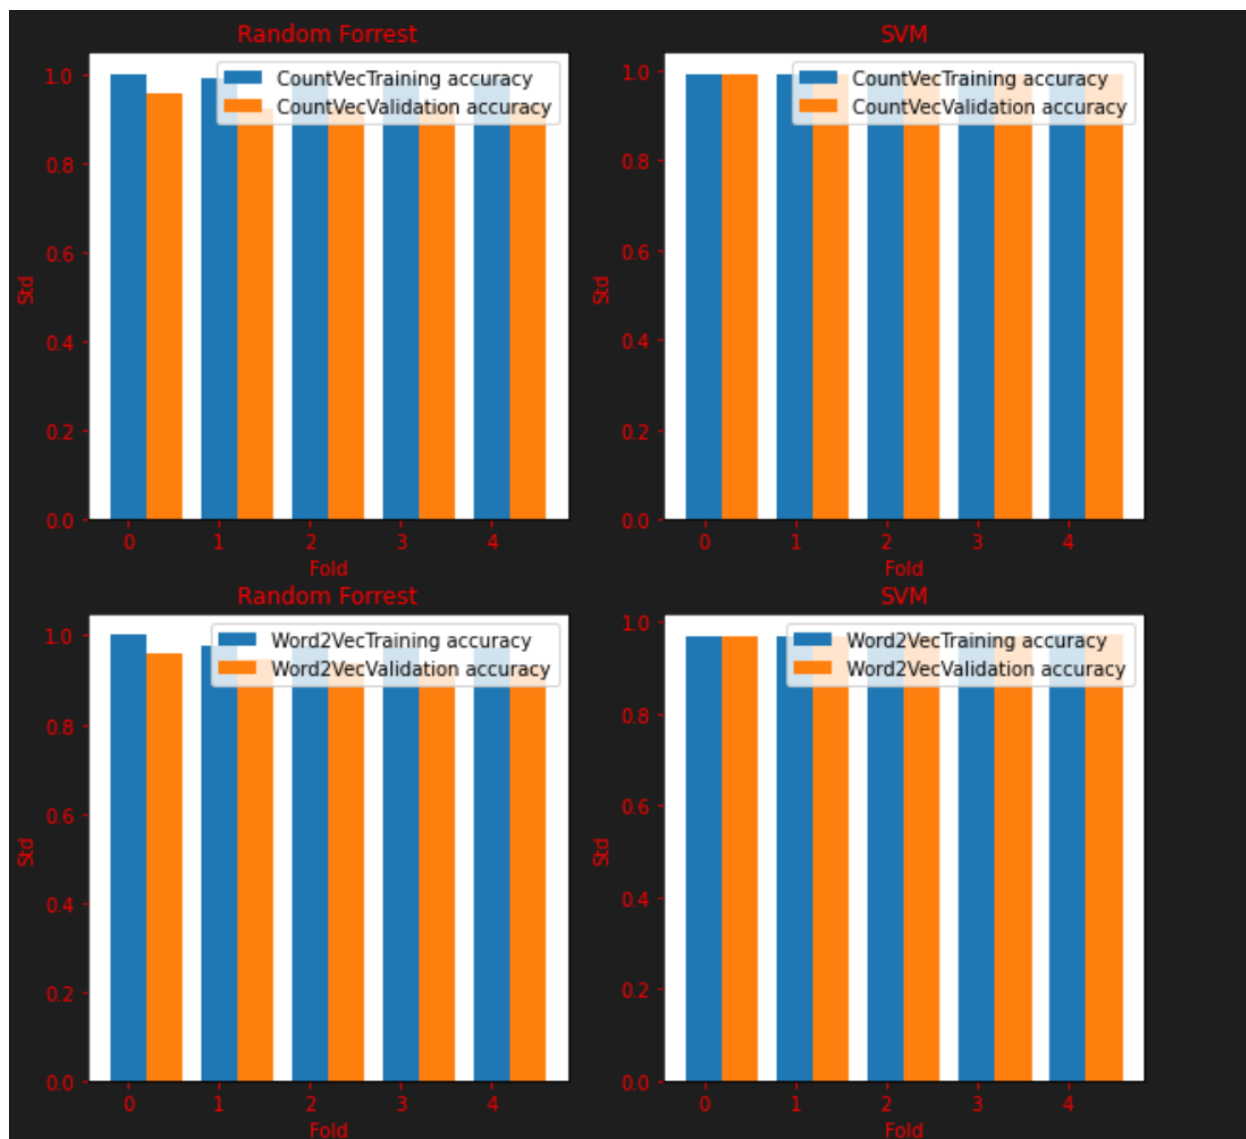 Random Forrest
1.0
0.8
0.6
0.4
0.2
0.0
Std
CountVecTraining accuracy
CountVecValidation accuracy
0 1 2 3 4
Fold
SVM
1.0
0.8
0.6
0.4
0.2
0.0
Std
CountVecTraining accuracy
CountVecValidation accuracy
0 1 2 3 4
Fold
Random Forrest
1.0
0.8
0.6
0.4
0.2
0.0
Std
Word2VecTraining accuracy
Word2VecValidation accuracy
0 1 2 3 4
Fold
SVM
1.0
0.8
0.6
0.4
0.2
0.0
Std
Word2VecTraining accuracy
Word2VecValidation accuracy
0 1 2 3 4
Fold